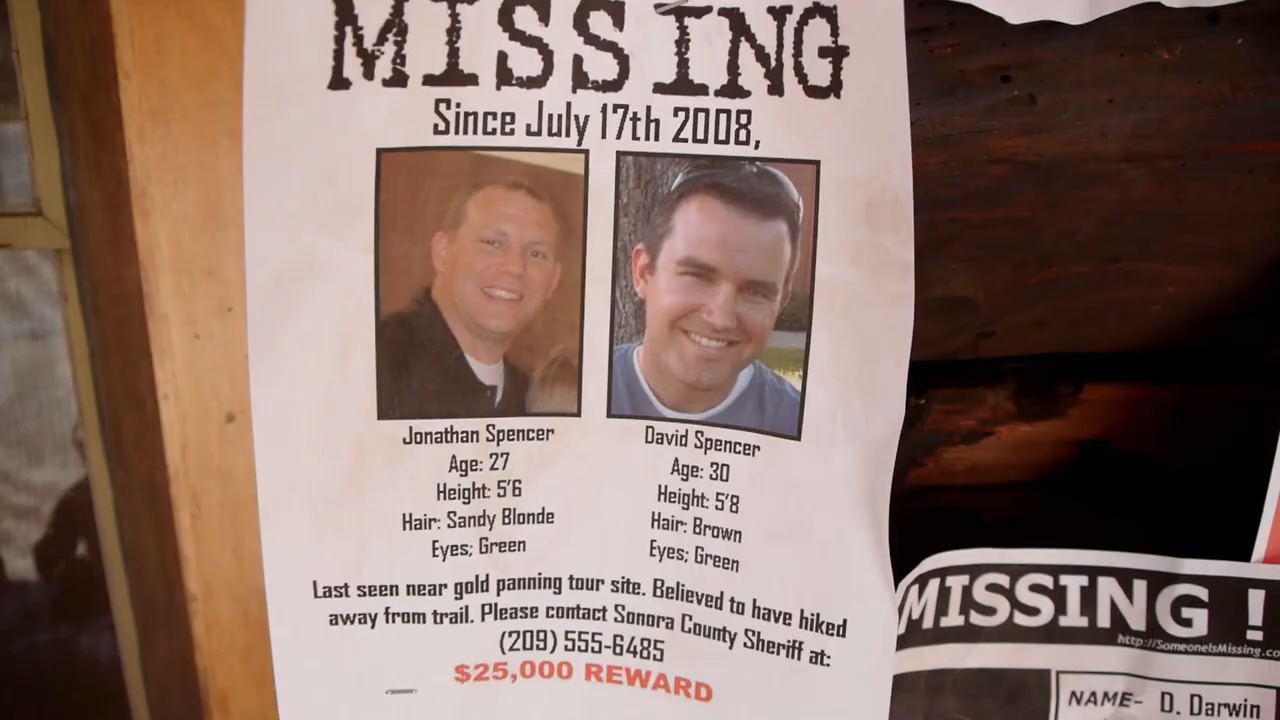 MISSING
Since July 17th 2008,
Jonathan Spencer
Age: 27
Height: 5'6
Hair: Sandy Blonde
Eyes; Green
David Spencer
Age: 30
Height: 5'8
Hair: Brown
Eyes; Green
Last seen near gold panning tour site. Believed to have hiked
away from trail. Please contact Sonora County Sheriff at:
(209) 555-6485
$25,000 REWARD
MISSING !
http://SomeoneIsMissing.co
NAME- D. Darwin